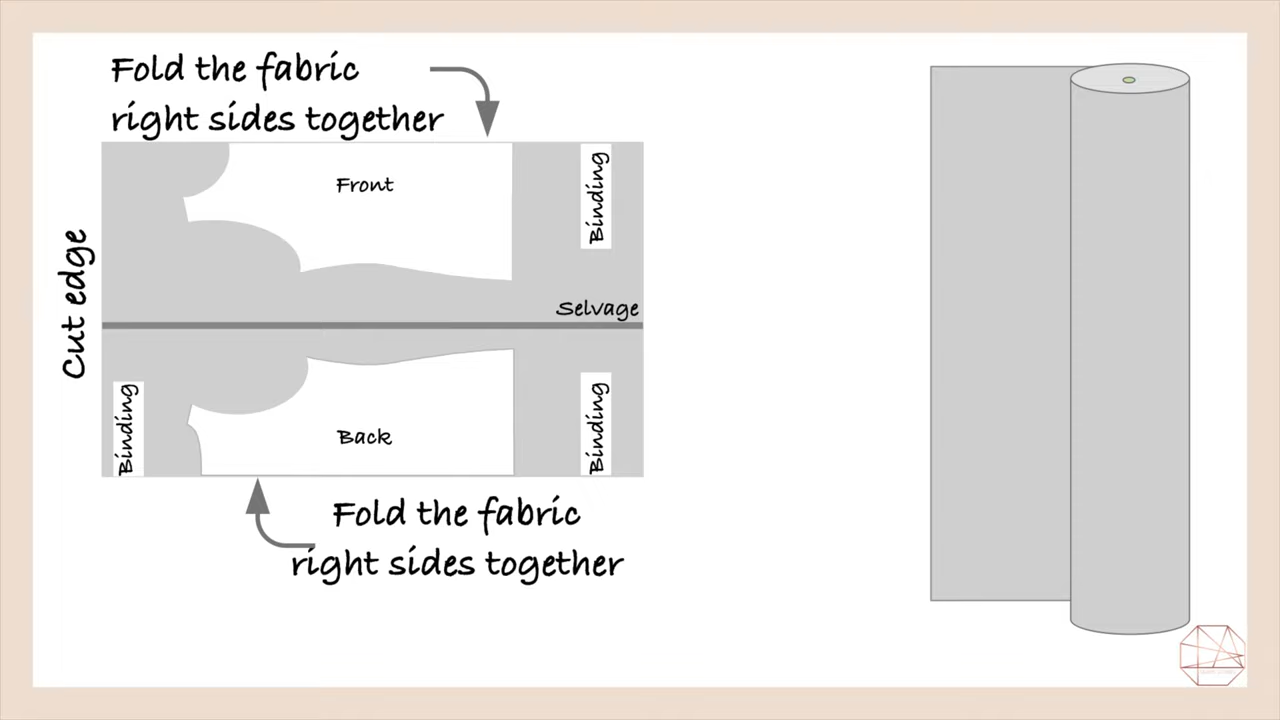 Fold the fabric
right sides together
Front
Binding
Cut edge
Selvage
Binding
Back
Binding
Fold the fabric
right sides together